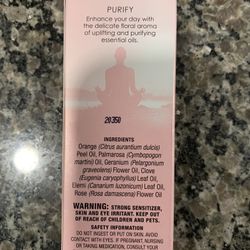 PURIFY
Enhance your day with
the delicate floral aroma
of uplifting and purifying
essential oils.
20350
INGREDIENTS
Orange (Citrus aurantium dulcis)
Peel Oil, Palmarosa (Cymbopogon
martini) Oil, Geranium (Pelargonium
graveolens) Flower Oil, Clove
(Eugenia caryophyllus) Leaf Oil,
Elemi (Canarium luzonicum) Leaf Oil,
Rose (Rosa damascena) Flower Oil
WARNING: STRONG SENSITIZER,
SKIN AND EYE IRRITANT. KEEP OUT
OF REACH OF CHILDREN AND PETS.
SAFETY INFORMATION
DO NOT INGEST OR PUT ON SKIN. AVOID
CONTACT WITH EYES. IF PREGNANT, NURSING
OR TAKING MEDICATION, CONSULT YOUR